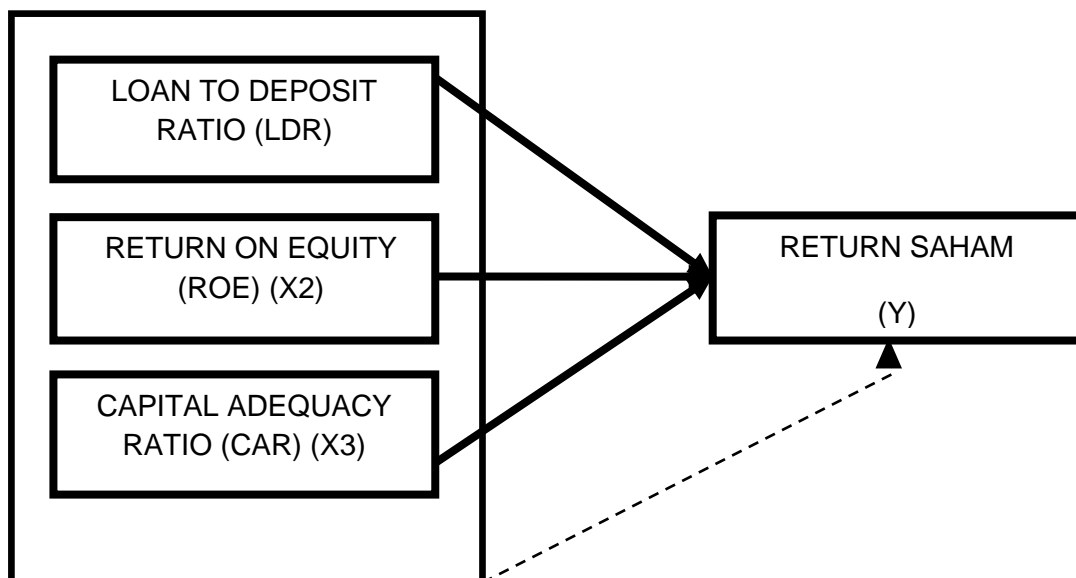 LOAN TO DEPOSIT
RATIO (LDR)
RETURN ON EQUITY
(ROE) (X2)
CAPITAL ADEQUACY
RATIO (CAR) (X3)
RETURN SAHAM
(Y)